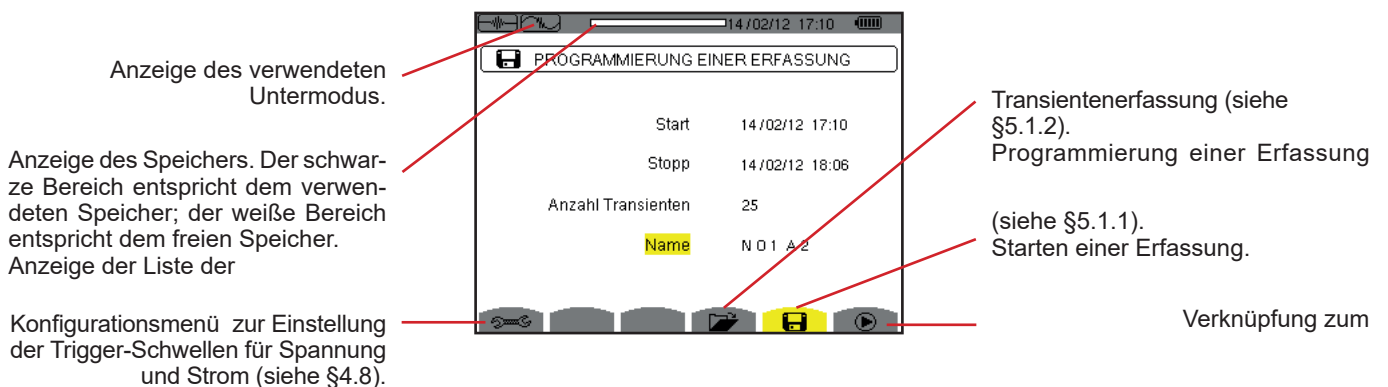 14/02/12 17:10
PROGRAMMIERUNG EINER ERFASSUNG
Start 14/02/12 17:10
Stopp 14/02/12 18:06
Anzahl Transienten 25
Name N O 1 A 2
Anzeige des verwendeten
Untermodus.
Anzeige des Speichers. Der schwar-
ze Bereich entspricht dem verwen-
deten Speicher; der weiße Bereich
entspricht dem freien Speicher.
Anzeige der Liste der
Konfigurationsmenü zur Einstellung
der Trigger-Schwellen für Spannung
und Strom (siehe §4.8).
Transientenerfassung (siehe
§5.1.2).
Programmierung einer Erfassung
(siehe §5.1.1).
Starten einer Erfassung.
Verknüpfung zum